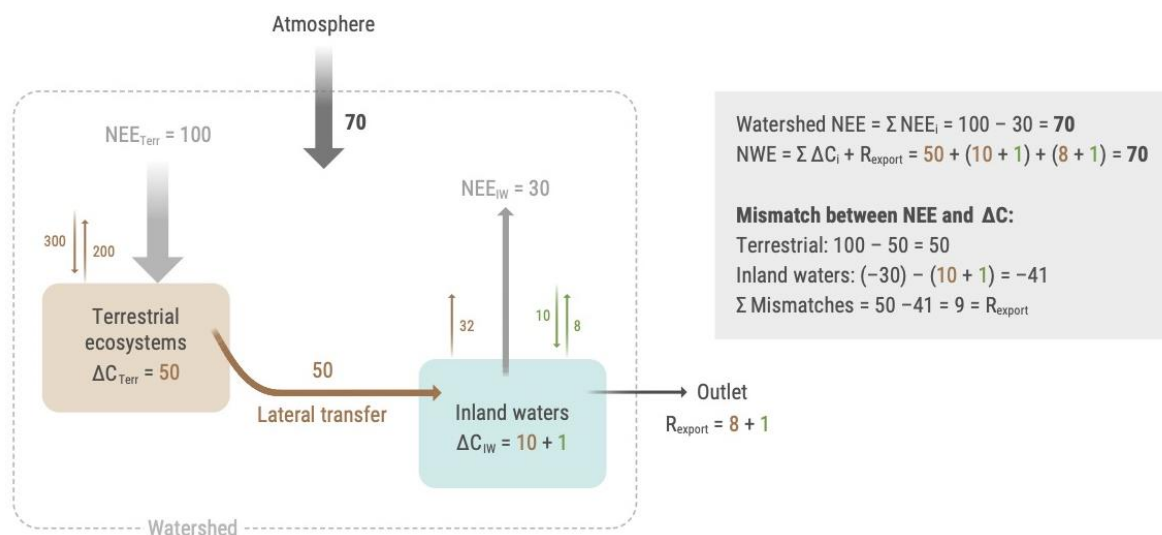 Atmosphere
70
NEE_Terr = 100
NEE_IW = 30
300
200
32
10
8
Terrestrial
ecosystems
ΔC_Terr = 50
50
Lateral transfer
Inland waters
ΔC_IW = 10 + 1
Outlet
R_export = 8 + 1
Watershed
Watershed NEE = Σ NEE_i = 100 – 30 = 70
NWE = Σ ΔC_i + R_export = 50 + (10 + 1) + (8 + 1) = 70
Mismatch between NEE and ΔC:
Terrestrial: 100 – 50 = 50
Inland waters: (–30) – (10 + 1) = –41
Σ Mismatches = 50 –41 = 9 = R_export